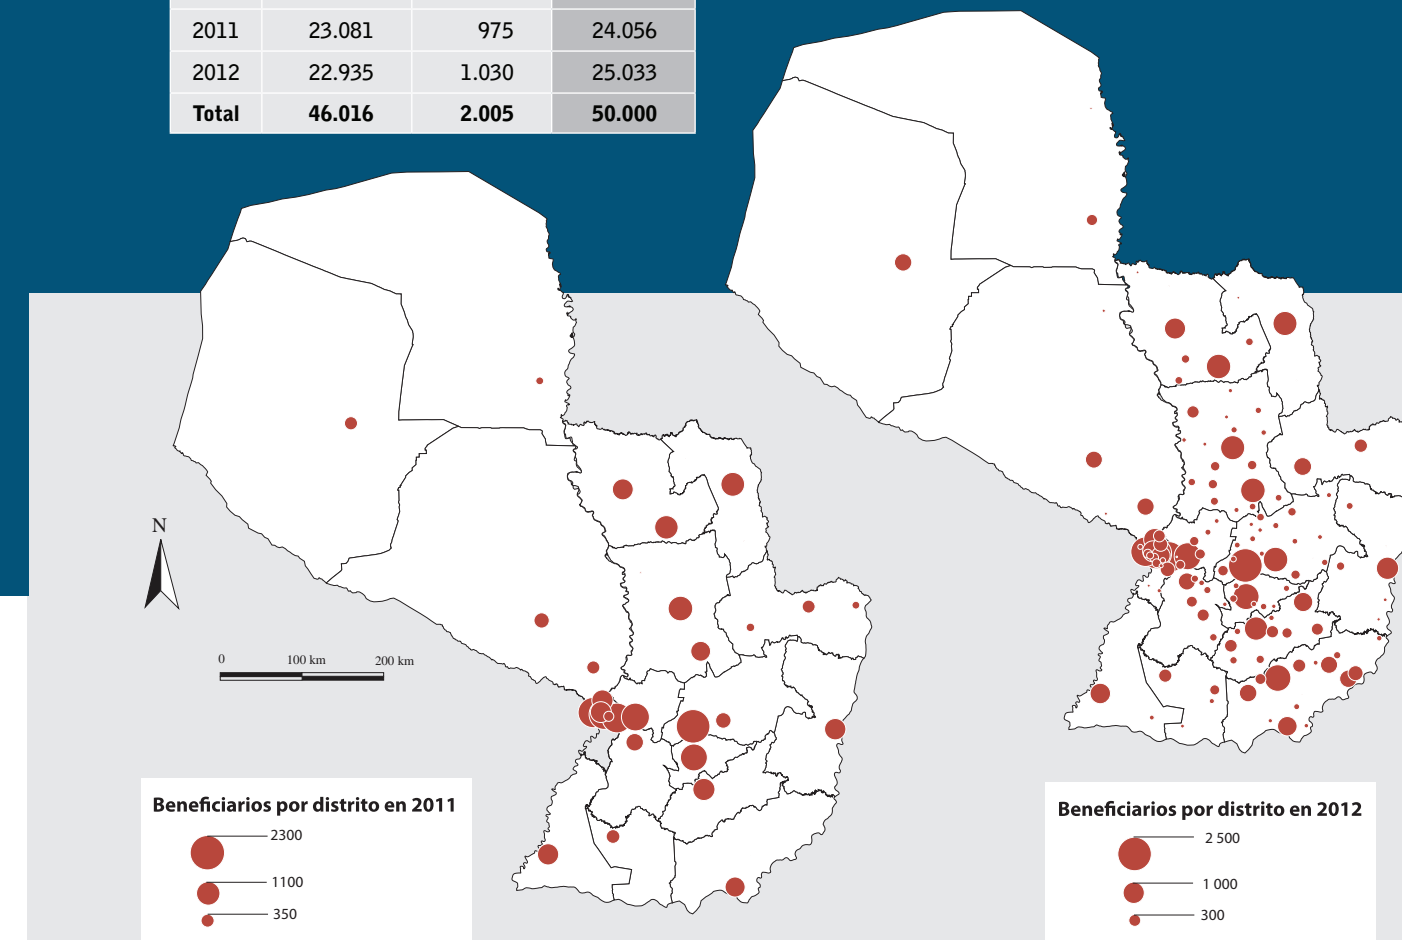 2011 23.081 975 24.056
2012 22.935 1.030 25.033
Total 46.016 2.005 50.000
N
0 100 km 200 km
Beneficiarios por distrito en 2011
2300
1100
350
Beneficiarios por distrito en 2012
2 500
1 000
300